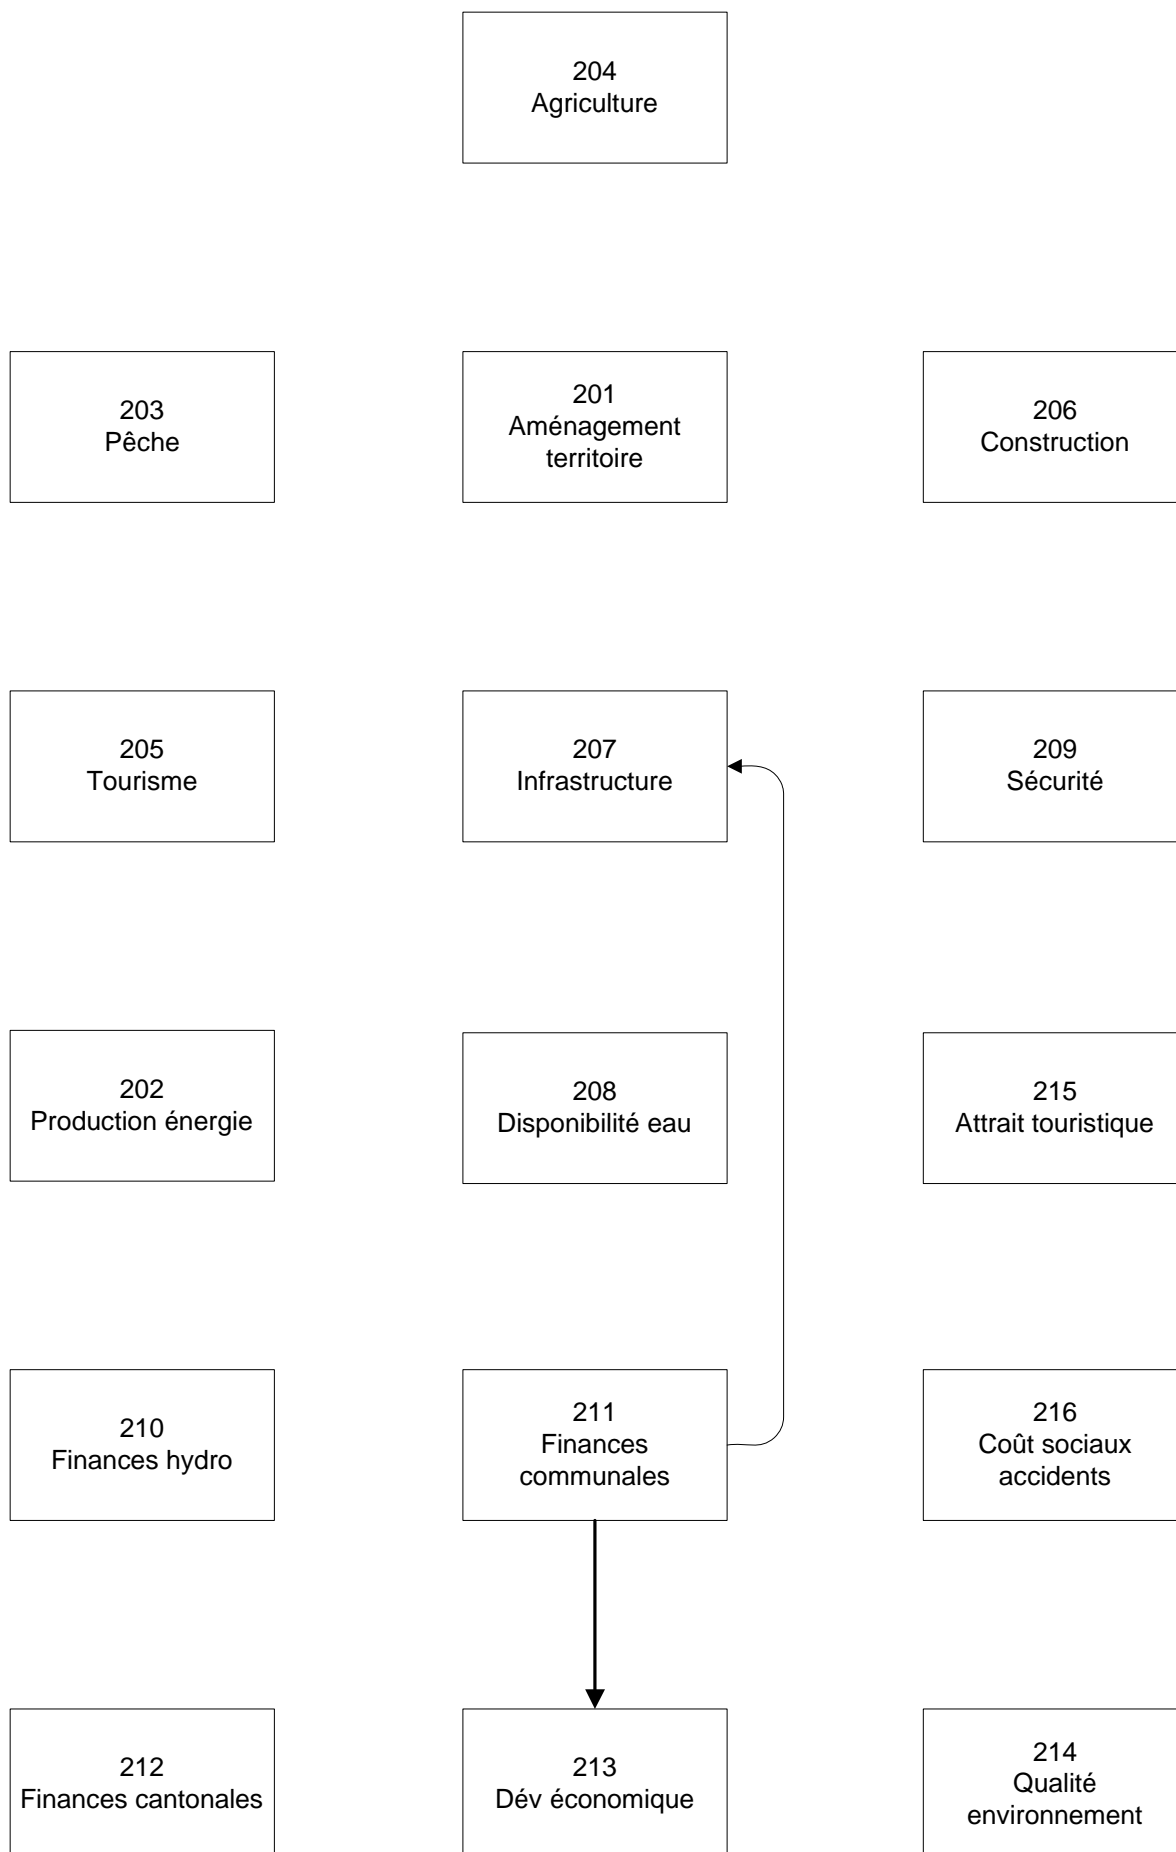 204
Agriculture
203
Pêche
201
Aménagement
territoire
206
Construction
205
Tourisme
207
Infrastructure
209
Sécurité
202
Production énergie
208
Disponibilité eau
215
Attrait touristique
210
Finances hydro
211
Finances
communales
216
Coût sociaux
accidents
212
Finances cantonales
213
Dév économique
214
Qualité
environnement